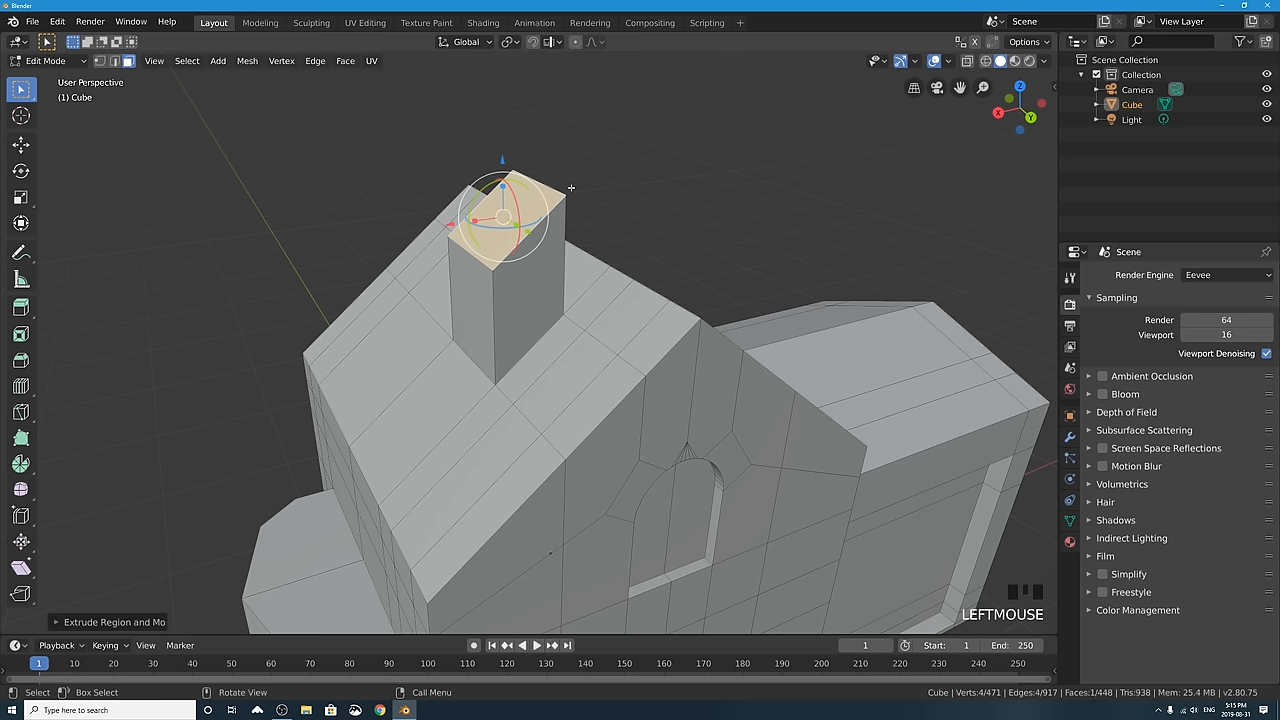 Blender
Edit Render Window Help
Layout Modeling Sculpting UV Editing Texture Paint Shading Animation Rendering Compositing Scripting +
Scene
View Layer
Global
X
Options
Edit Mode View Select Add Mesh Vertex Edge Face UV
User Perspective
(1) Cube
Z
X
Y
Scene Collection
Collection
Camera
Cube
Light
Scene
Render Engine Eevee
Sampling
Render 64
Viewport 16
Viewport Denoising
Ambient Occlusion
Bloom
Depth of Field
Subsurface Scattering
Screen Space Reflections
Motion Blur
Volumetrics
Hair
Shadows
Indirect Lighting
Film
Simplify
Freestyle
Color Management
LEFTMOUSE
Extrude Region and Mo
Playback Keying View Marker
1
Start: 1
End: 250
1 10 20 30 40 50 60 70 80 90 100 110 120 130 140 150 160 170 180 190 200 210 220 230 240 250
Select Box Select Rotate View Call Menu
Cube | Verts:4/471 | Edges:4/917 | Faces:1/448 | Tris:938 | Mem: 25.4 MB | v2.80.75
Type here to search
ENG
5:15 PM
2019-08-31